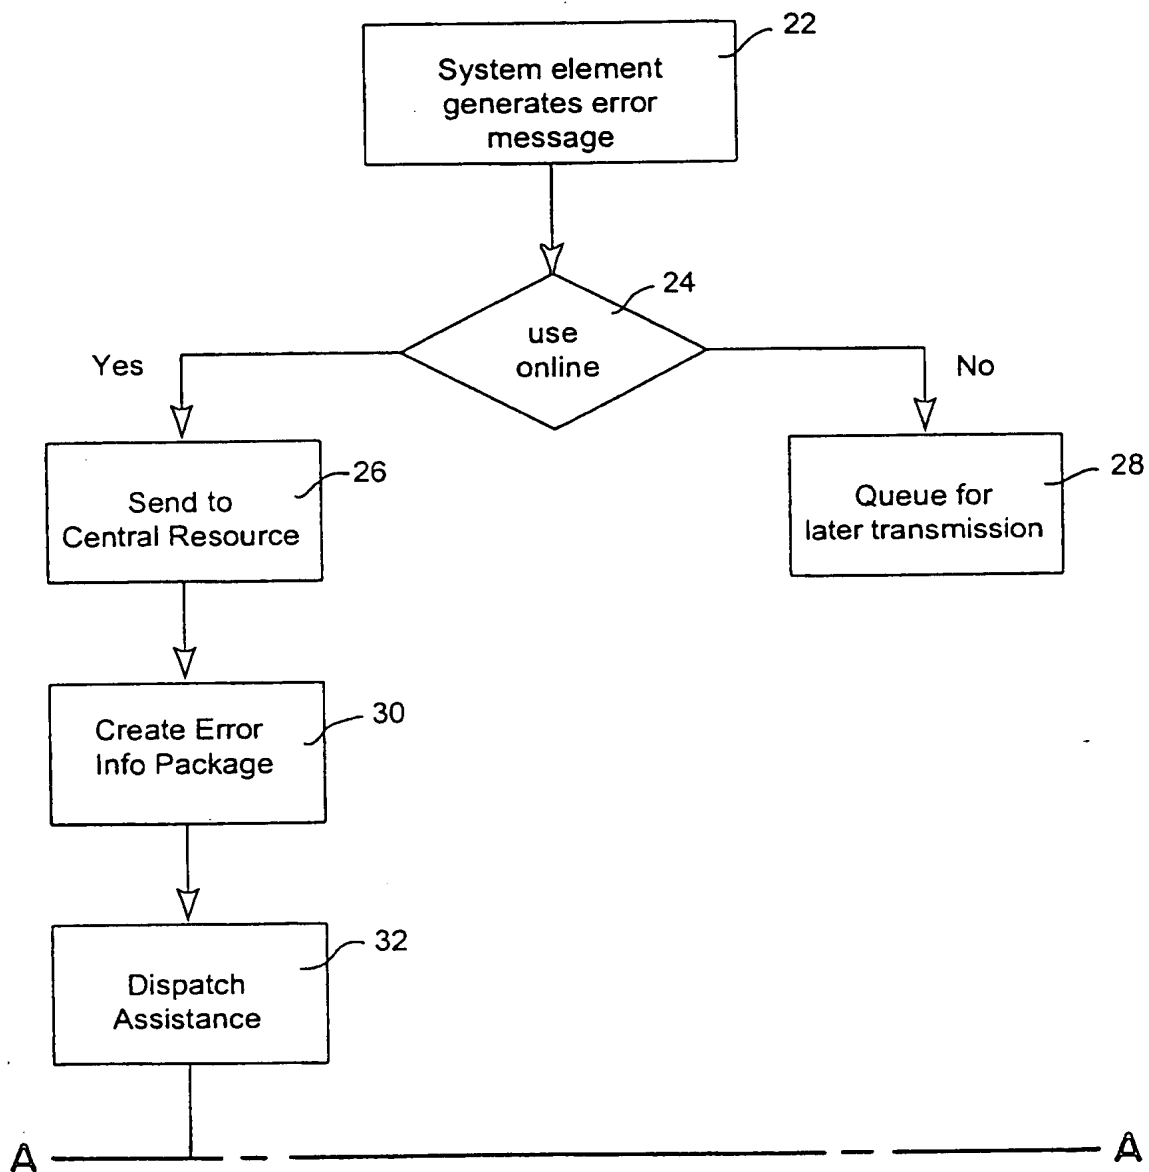 22
System element
generates error
message
24
use
online
Yes
No
26
Send to
Central Resource
28
Queue for
later transmission
30
Create Error
Info Package
32
Dispatch
Assistance
A
A